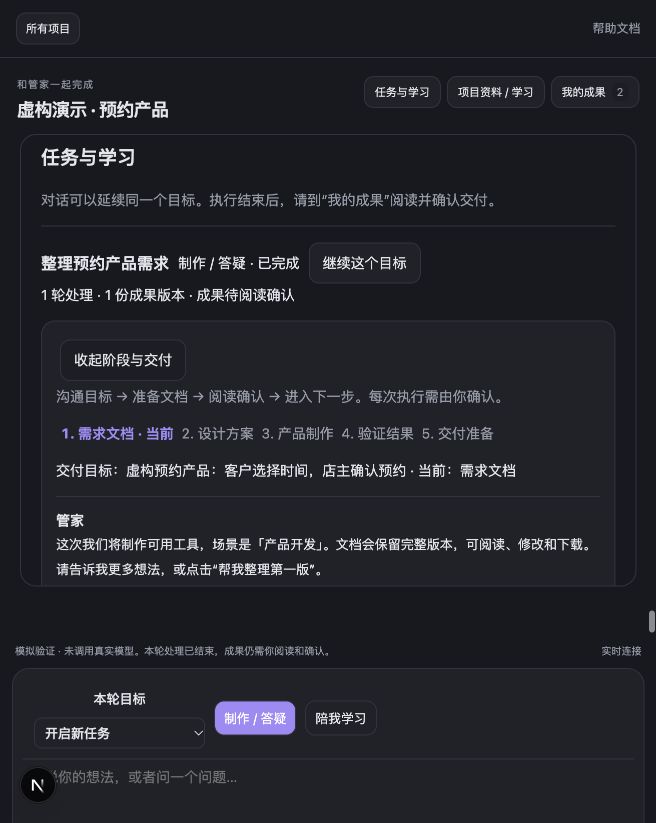 所有项目
帮助文档
和管家一起完成
虚构演示 · 预约产品
任务与学习
项目资料 / 学习
我的成果 2
任务与学习
对话可以延续同一个目标。执行结束后，请到“我的成果”阅读并确认交付。
整理预约产品需求 制作 / 答疑 · 已完成 继续这个目标
1 轮处理 · 1 份成果版本 · 成果待阅读确认
收起阶段与交付
沟通目标 → 准备文档 → 阅读确认 → 进入下一步。每次执行需由你确认。
1. 需求文档 · 当前 2. 设计方案 3. 产品制作 4. 验证结果 5. 交付准备
交付目标：虚构预约产品：客户选择时间，店主确认预约 · 当前：需求文档
管家
这次我们将制作可用工具，场景是「产品开发」。文档会保留完整版本，可阅读、修改和下载。
请告诉我更多想法，或点击“帮我整理第一版”。
模拟验证 · 未调用真实模型。本轮处理已结束，成果仍需你阅读和确认。
实时连接
本轮目标
开启新任务
制作 / 答疑
陪我学习
你的想法，或者问一个问题...
N